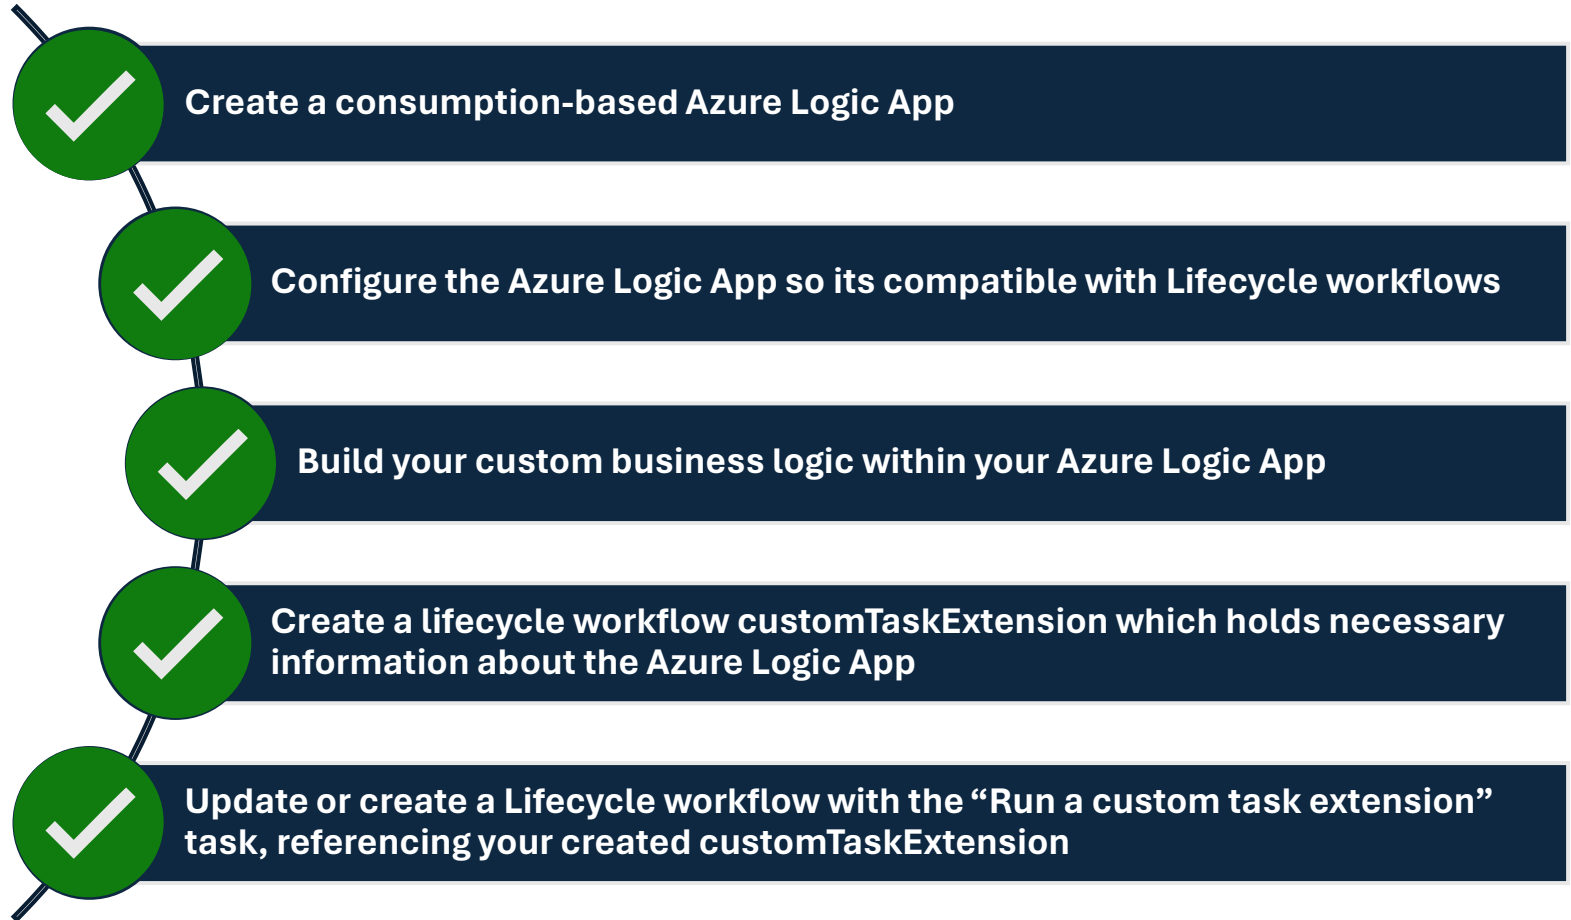 Create a consumption-based Azure Logic App
Configure the Azure Logic App so its compatible with Lifecycle workflows
Build your custom business logic within your Azure Logic App
Create a lifecycle workflow customTaskExtension which holds necessary
information about the Azure Logic App
Update or create a Lifecycle workflow with the “Run a custom task extension”
task, referencing your created customTaskExtension